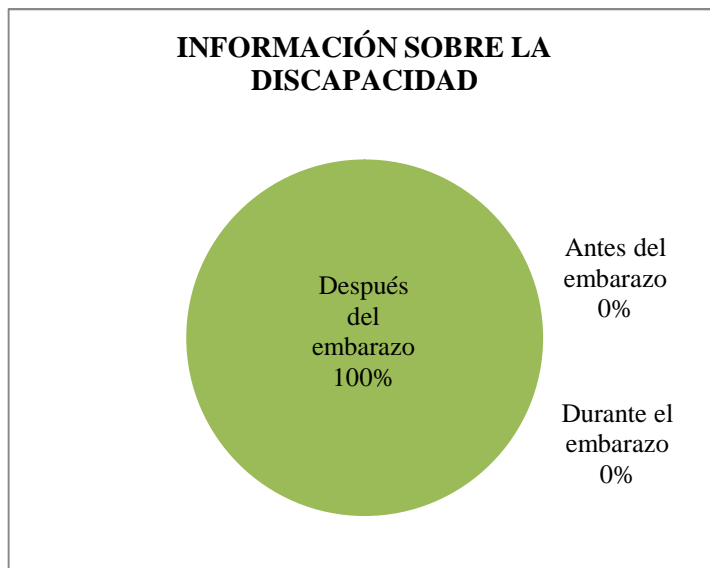 INFORMACIÓN SOBRE LA
DISCAPACIDAD
Después
del
embarazo
100%
Antes del
embarazo
0%
Durante el
embarazo
0%